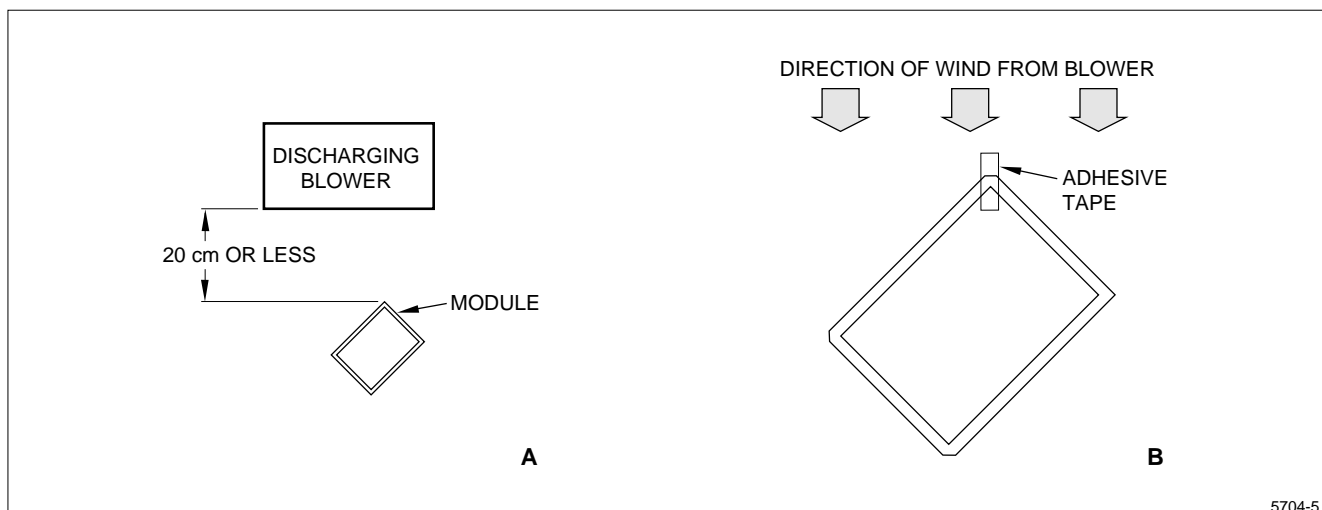 DISCHARGING
BLOWER
20 cm OR LESS
MODULE
A
DIRECTION OF WIND FROM BLOWER
ADHESIVE
TAPE
B
5704-5